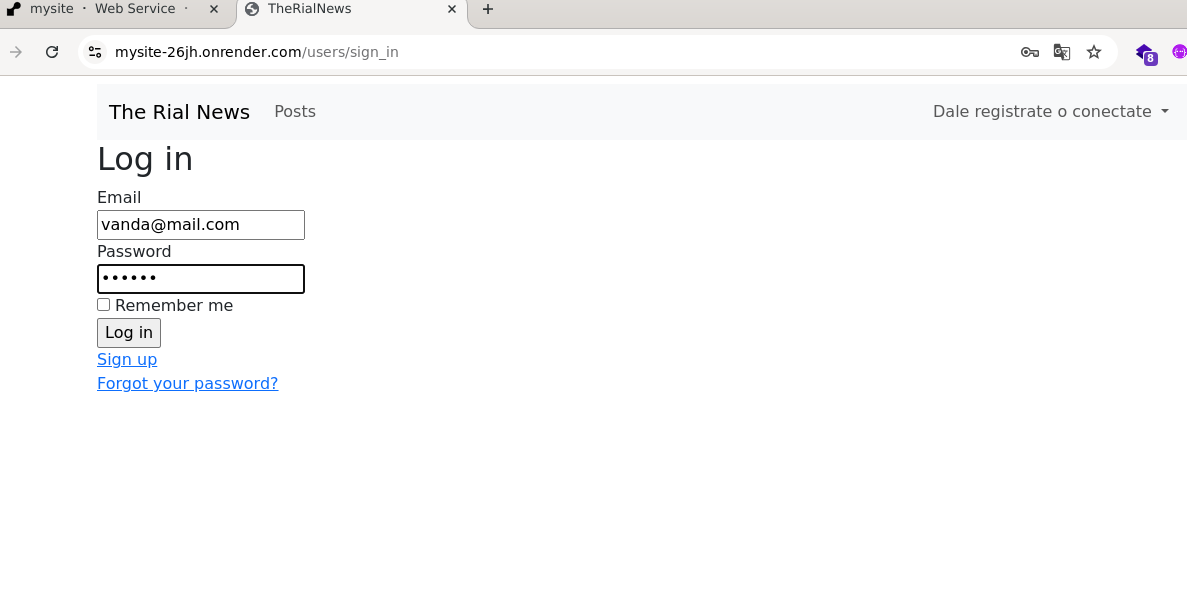 mysite · Web Service ·
TheRialNews
mysite-26jh.onrender.com/users/sign_in
8
The Rial News Posts Dale registrate o conectate
Log in
Email
vanda@mail.com
Password
••••••
Remember me
Log in
Sign up
Forgot your password?